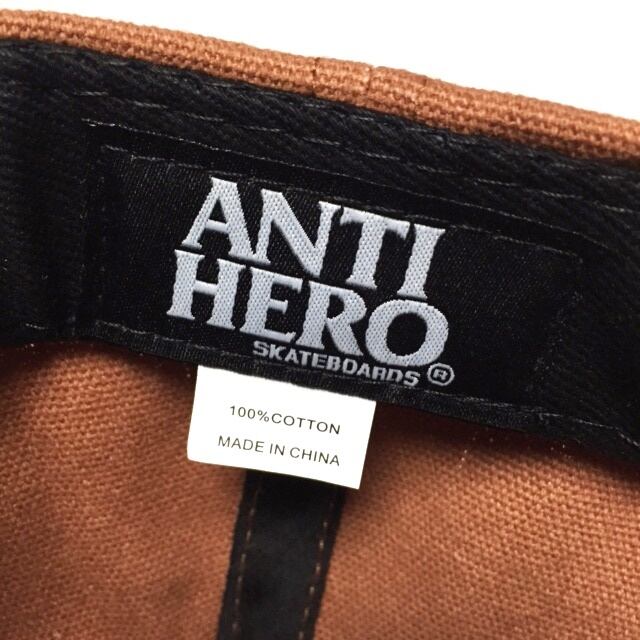 ANTI
HERO
SKATEBOARDS®
100%COTTON
MADE IN CHINA